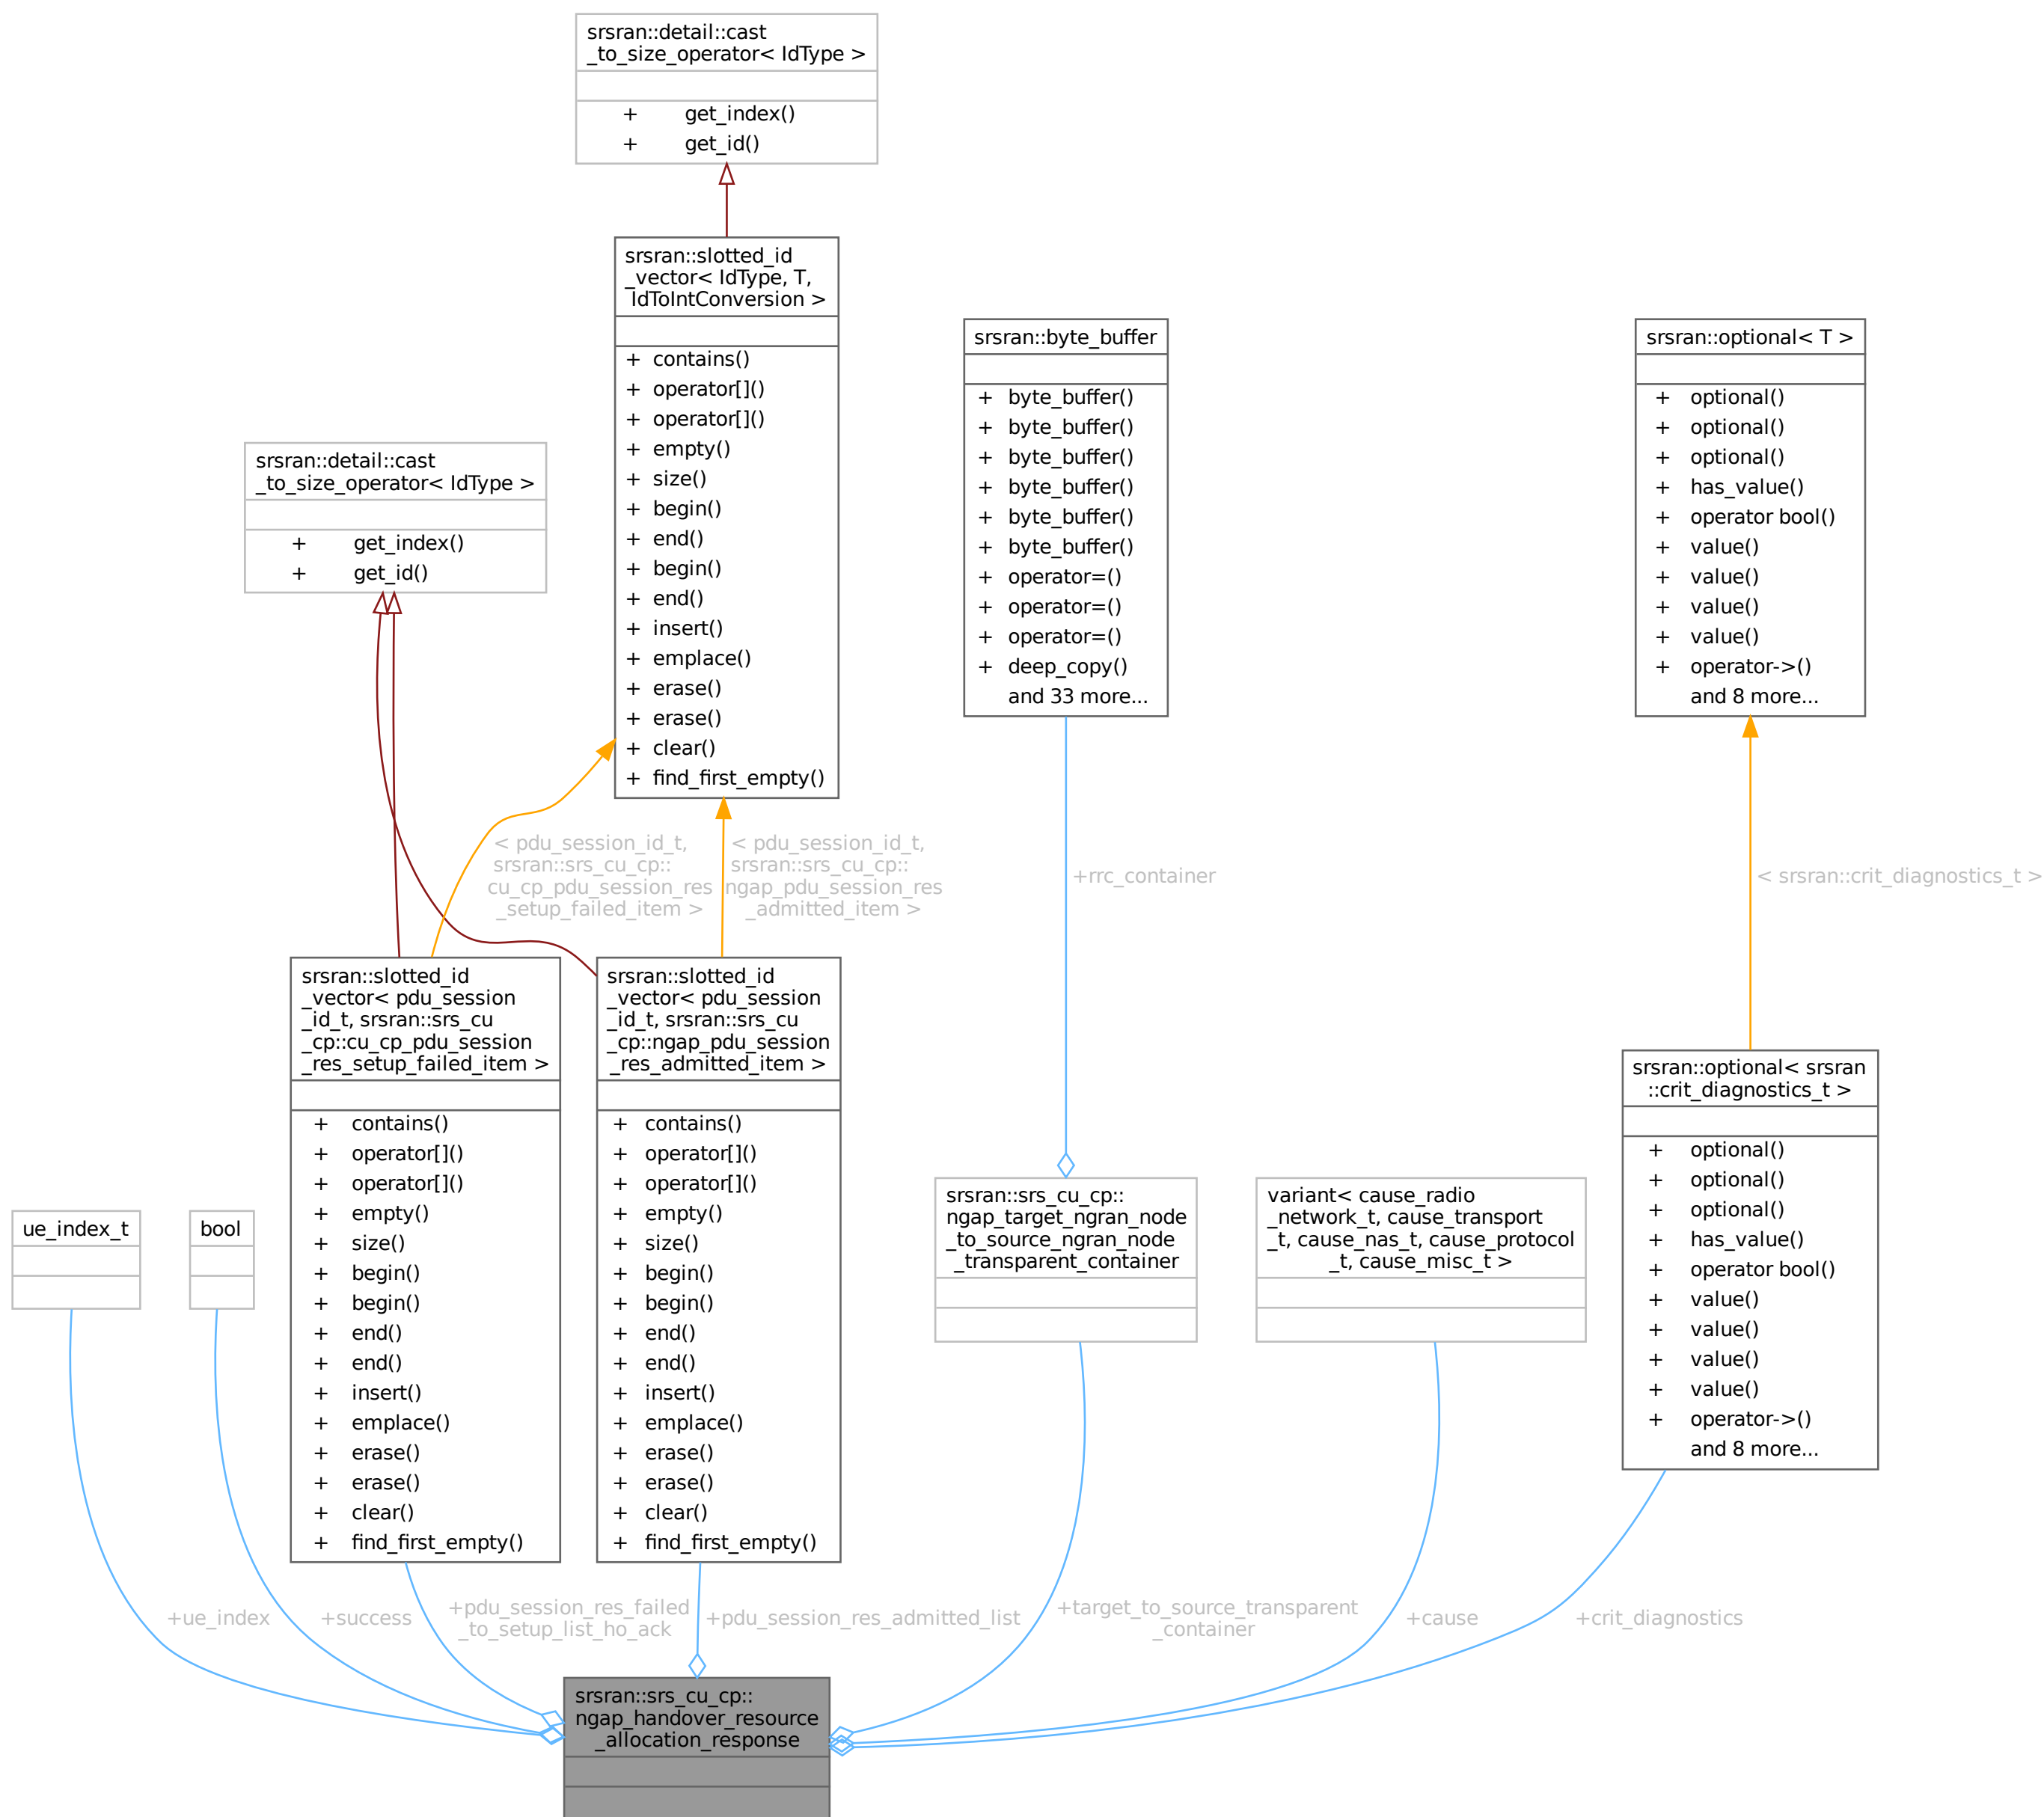 srsran::detail::cast
_to_size_operator< IdType >
+ get_index()
+ get_id()
srsran::slotted_id
_vector< IdType, T,
IdToIntConversion >
+ contains()
+ operator[]()
+ operator[]()
+ empty()
+ size()
+ begin()
+ end()
+ begin()
+ end()
+ insert()
+ emplace()
+ erase()
+ erase()
+ clear()
+ find_first_empty()
srsran::byte_buffer
+ byte_buffer()
+ byte_buffer()
+ byte_buffer()
+ byte_buffer()
+ byte_buffer()
+ byte_buffer()
+ operator=()
+ operator=()
+ operator=()
+ deep_copy()
and 33 more...
srsran::optional< T >
+ optional()
+ optional()
+ optional()
+ has_value()
+ operator bool()
+ value()
+ value()
+ value()
+ value()
+ operator->()
and 8 more...
srsran::detail::cast
_to_size_operator< IdType >
+ get_index()
+ get_id()
< pdu_session_id_t,
srsran::srs_cu_cp::
cu_cp_pdu_session_res
_setup_failed_item >
< pdu_session_id_t,
srsran::srs_cu_cp::
ngap_pdu_session_res
_admitted_item >
+rrc_container
< srsran::crit_diagnostics_t >
srsran::slotted_id
_vector< pdu_session
_id_t, srsran::srs_cu
_cp::cu_cp_pdu_session
_res_setup_failed_item >
+ contains()
+ operator[]()
+ operator[]()
+ empty()
+ size()
+ begin()
+ begin()
+ end()
+ end()
+ insert()
+ emplace()
+ erase()
+ erase()
+ clear()
+ find_first_empty()
srsran::slotted_id
_vector< pdu_session
_id_t, srsran::srs_cu
_cp::ngap_pdu_session
_res_admitted_item >
+ contains()
+ operator[]()
+ operator[]()
+ empty()
+ size()
+ begin()
+ begin()
+ end()
+ end()
+ insert()
+ emplace()
+ erase()
+ erase()
+ clear()
+ find_first_empty()
srsran::optional< srsran
::crit_diagnostics_t >
+ optional()
+ optional()
+ optional()
+ has_value()
+ operator bool()
+ value()
+ value()
+ value()
+ value()
+ operator->()
and 8 more...
ue_index_t
bool
srsran::srs_cu_cp::
ngap_target_ngran_node
_to_source_ngran_node
_transparent_container
variant< cause_radio
_network_t, cause_transport
_t, cause_nas_t, cause_protocol
_t, cause_misc_t >
+ue_index
+success
+pdu_session_res_failed
_to_setup_list_ho_ack
+pdu_session_res_admitted_list
+target_to_source_transparent
_container
+cause
+crit_diagnostics
srsran::srs_cu_cp::
ngap_handover_resource
_allocation_response